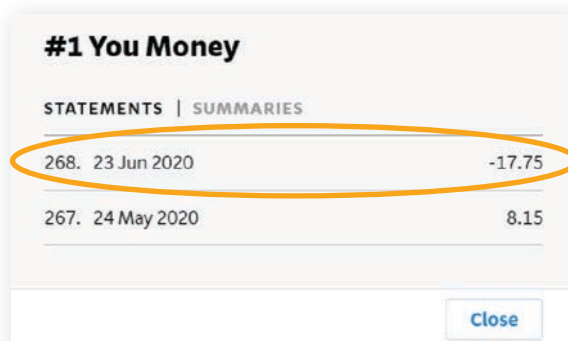 #1 You Money
STATEMENTS | SUMMARIES
268. 23 Jun 2020 -17.75
267. 24 May 2020 8.15
Close